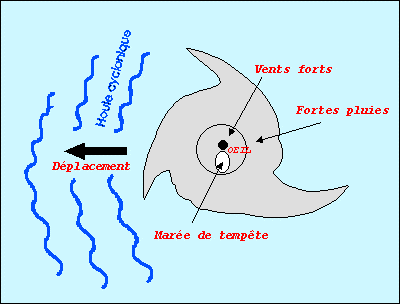 Houle cyclonique
Vents forts
Fortes pluies
OEIL
Déplacement
Marée de tempête